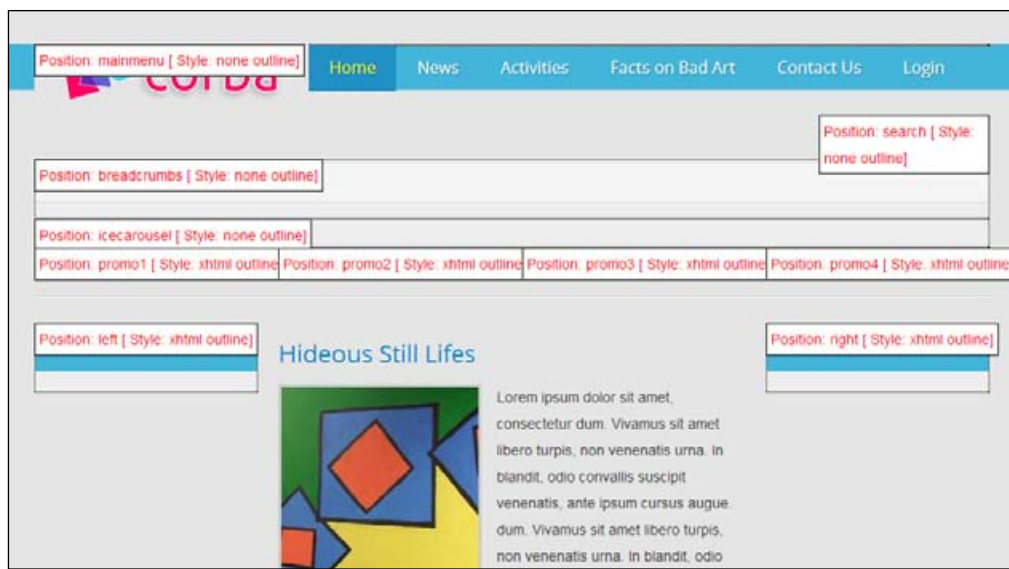 Position: mainmenu [ Style: none outline]
corba
Home News Activities Facts on Bad Art Contact Us Login
Position: search [ Style:
none outline]
Position: breadcrumbs [ Style: none outline]
Position: icecarousel [ Style: none outline]
Position: promo1 [ Style: xhtml outline Position: promo2 [ Style: xhtml outline Position: promo3 [ Style: xhtml outline Position: promo4 [ Style: xhtml outline
Position: left [ Style: xhtml outline]
Position: right [ Style: xhtml outline]
Hideous Still Lifes
Lorem ipsum dolor sit amet,
consectetur dum. Vivamus sit amet
libero turpis, non venenatis urna. In
blandit, odio convallis suscipit
venenatis, ante ipsum cursus augue.
dum. Vivamus sit amet libero turpis,
non venenatis urna. In blandit, odio